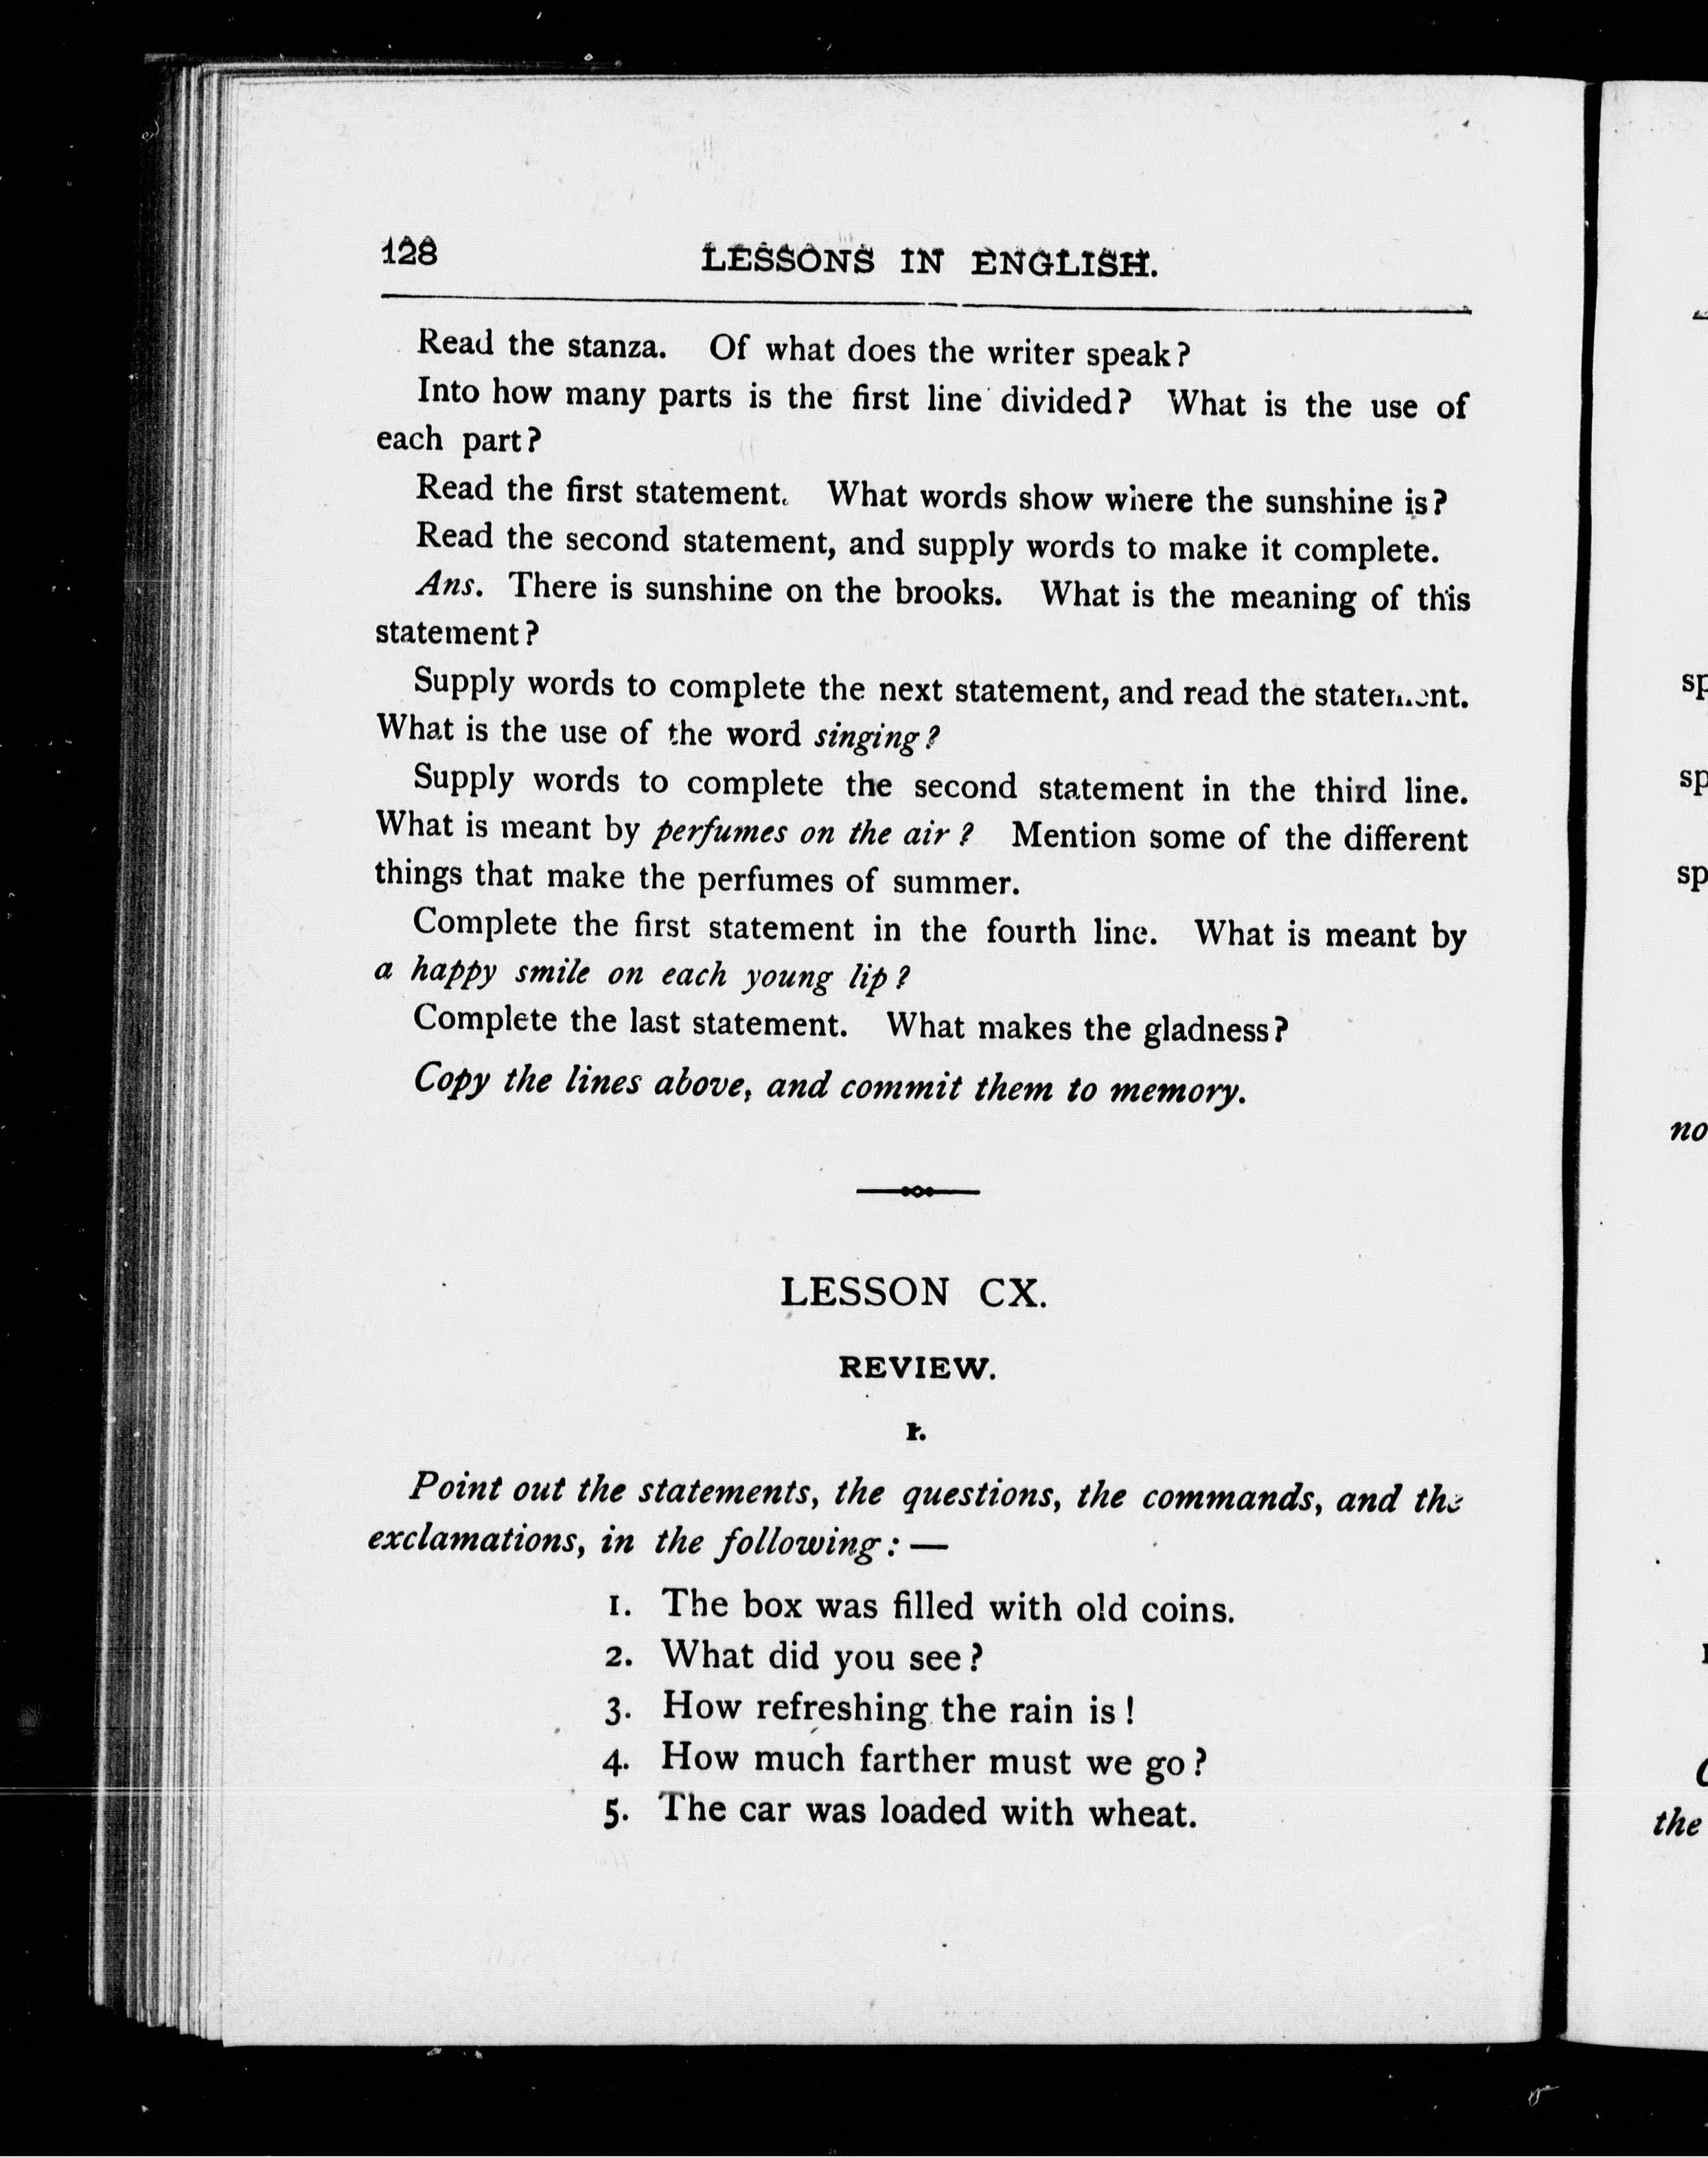 128 LESSONS IN ENGLISH.
Read the stanza. Of what does the writer speak?
Into how many parts is the first line divided? What is the use of
each part?
Read the first statement. What words show where the sunshine is?
Read the second statement, and supply words to make it complete.
Ans. There is sunshine on the brooks. What is the meaning of this
statement?
Supply words to complete the next statement, and read the statement.
What is the use of the word singing?
Supply words to complete the second statement in the third line.
What is meant by perfumes on the air? Mention some of the different
things that make the perfumes of summer.
Complete the first statement in the fourth line. What is meant by
a happy smile on each young lip?
Complete the last statement. What makes the gladness?
Copy the lines above, and commit them to memory.
LESSON CX.
REVIEW.
I.
Point out the statements, the questions, the commands, and the
exclamations, in the following: —
1. The box was filled with old coins.
2. What did you see?
3. How refreshing the rain is!
4. How much farther must we go?
5. The car was loaded with wheat.
sp
sp
sp
no
the